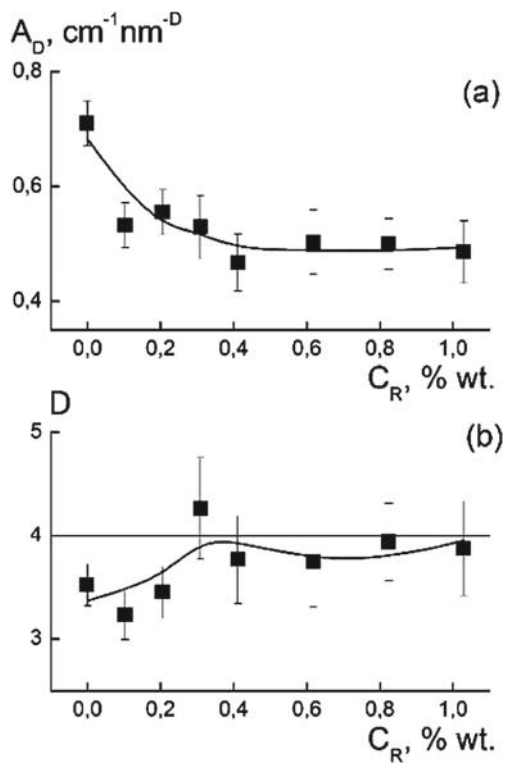 A_D, cm⁻¹nm⁻ᴰ
0,8
(a)
0,6
0,4
0,0 0,2 0,4 0,6 0,8 1,0
C_R, % wt.
D
5
(b)
4
3
0,0 0,2 0,4 0,6 0,8 1,0
C_R, % wt.